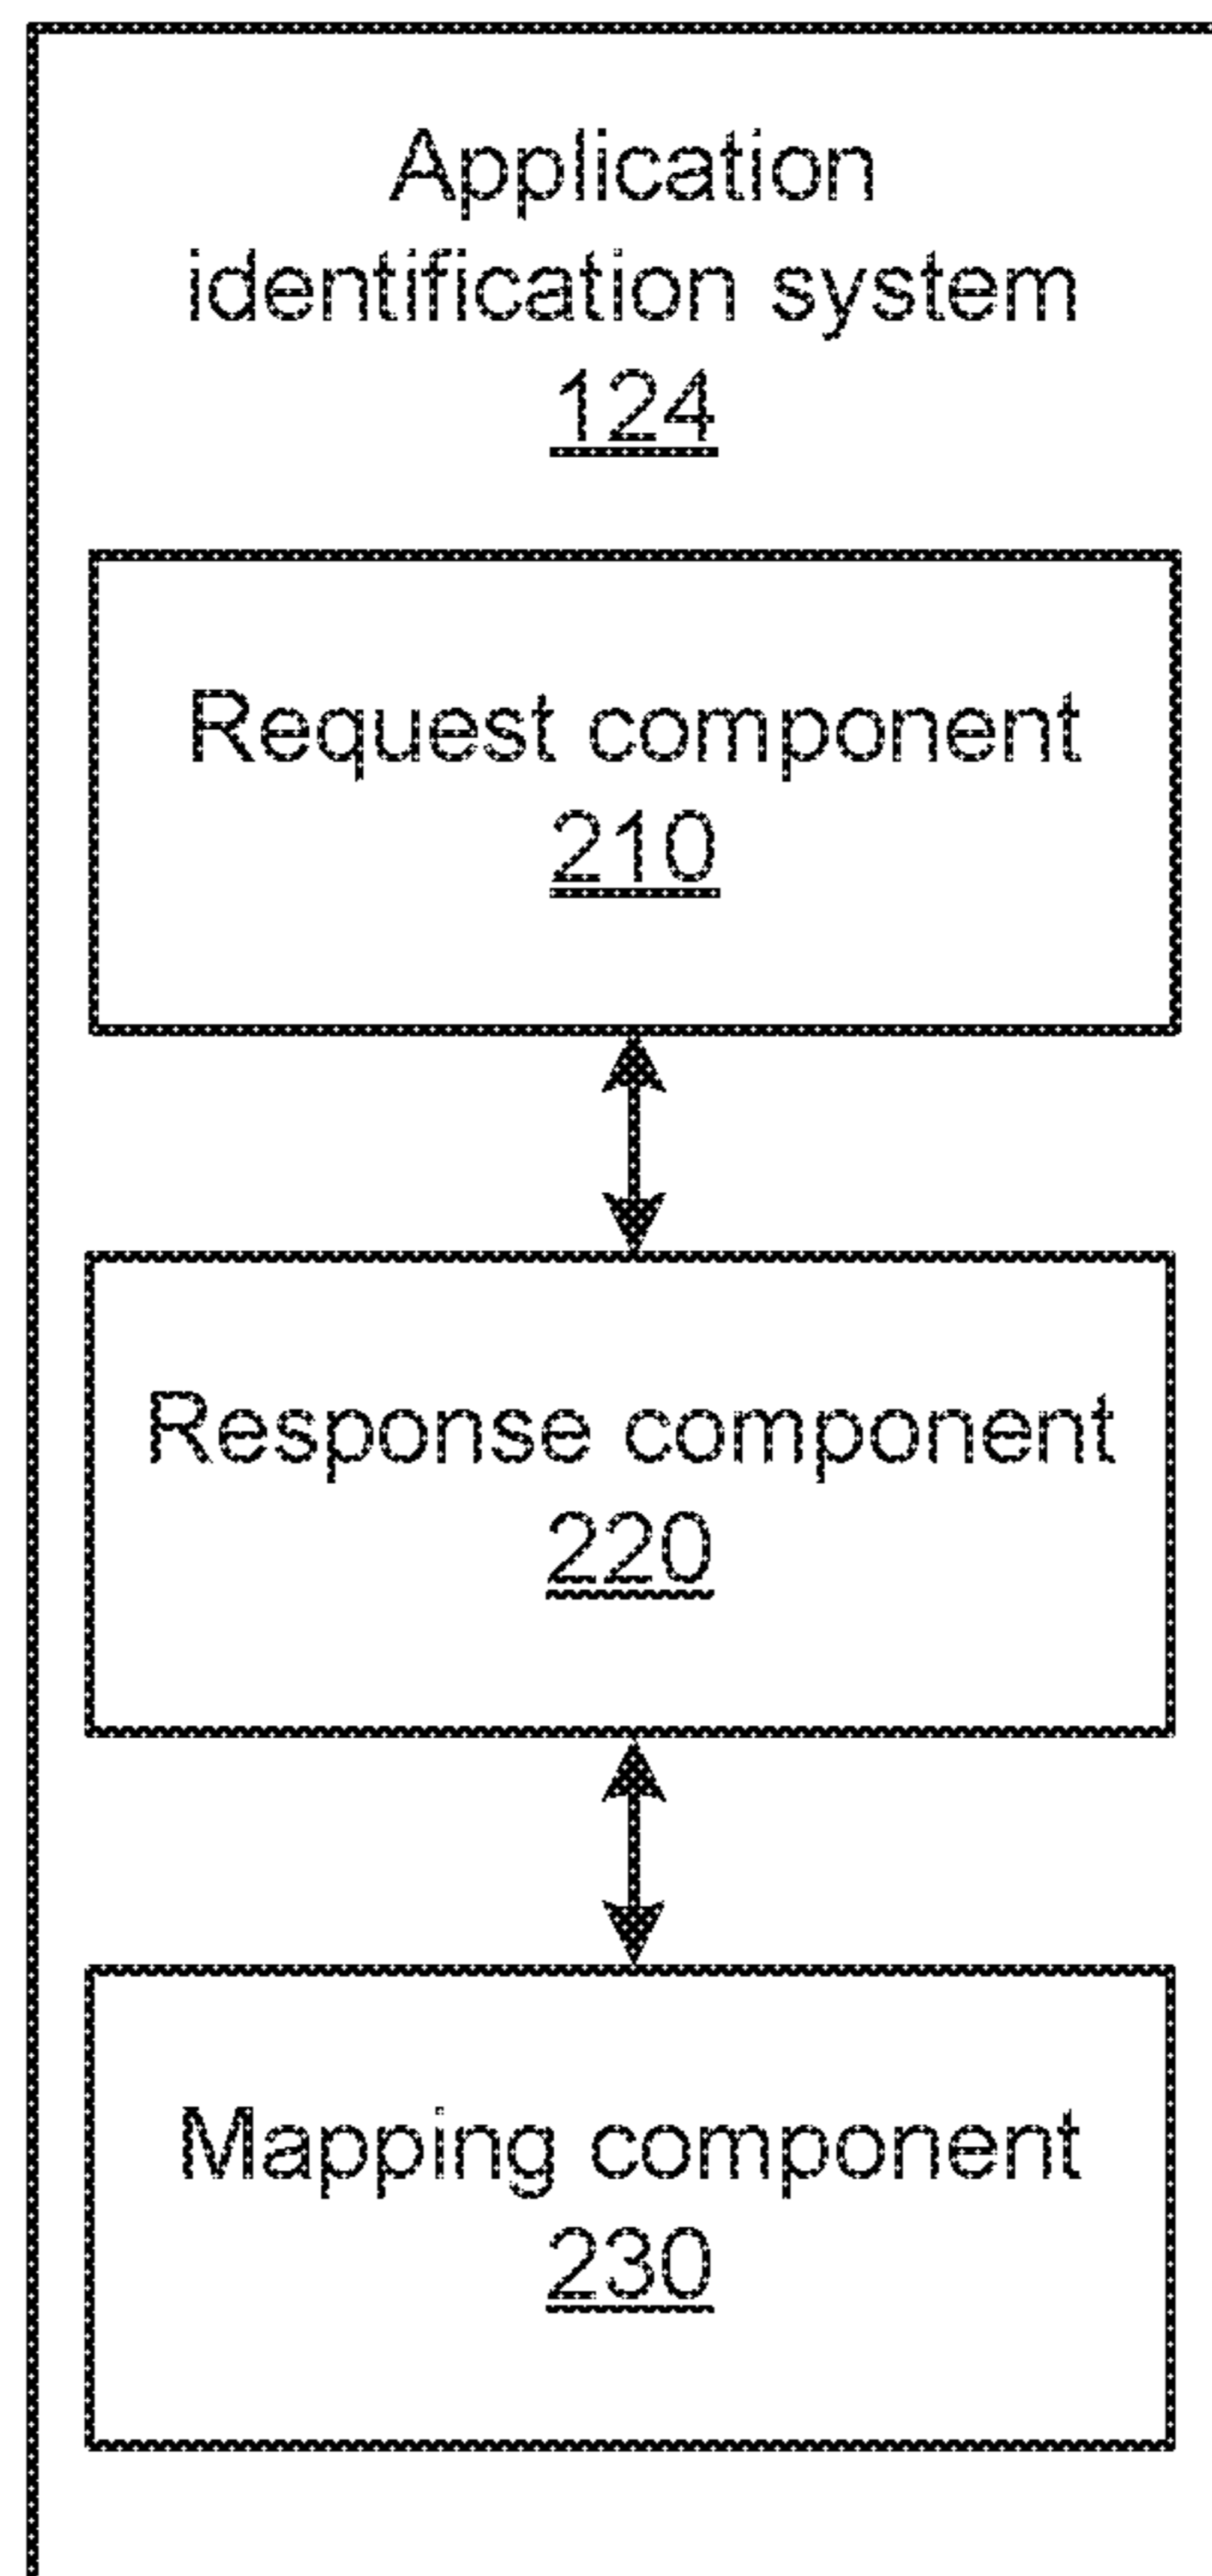 Application
identification system
124
Request component
210
Response component
220
Mapping component
230